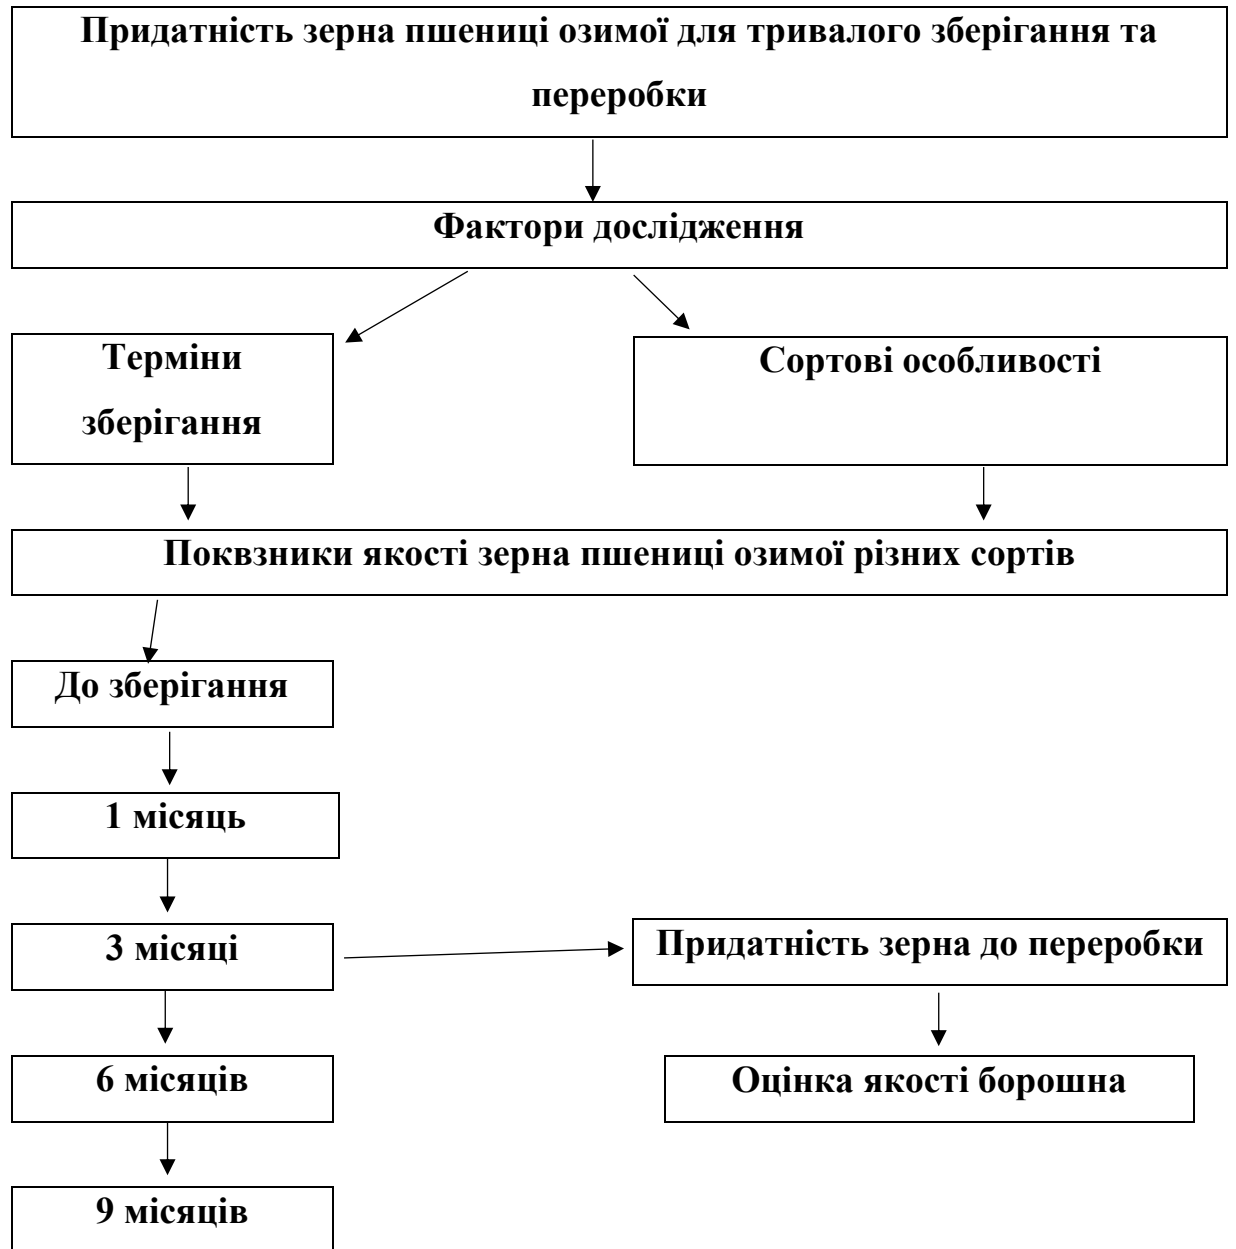 Придатність зерна пшениці озимої для тривалого зберігання та
переробки
Фактори дослідження
Терміни
зберігання
Сортові особливості
Поквзники якості зерна пшениці озимої різних сортів
До зберігання
1 місяць
3 місяці
Придатність зерна до переробки
6 місяців
Оцінка якості борошна
9 місяців